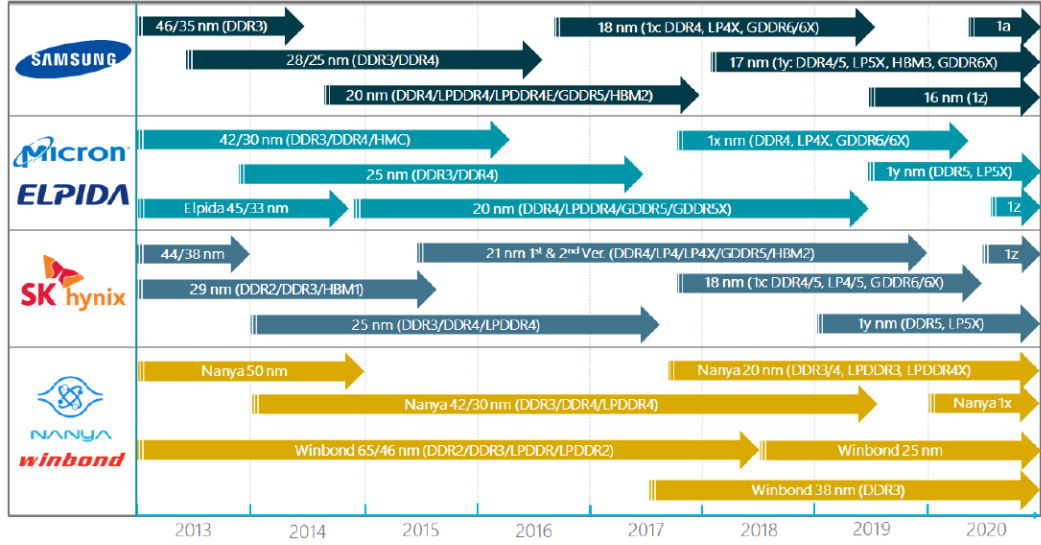 46/35 nm (DDR3)
18 nm (1x: DDR4, LP4X, GDDR6/6X)
1a
SAMSUNG
28/25 nm (DDR3/DDR4)
17 nm (1y: DDR4/5, LP5X, HBM3, GDDR6X)
20 nm (DDR4/LPDDR4/LPDDR4E/GDDR5/HBM2)
16 nm (1z)
42/30 nm (DDR3/DDR4/HMC)
1x nm (DDR4, LP4X, GDDR6/6X)
Micron
25 nm (DDR3/DDR4)
1y nm (DDR5, LP5X)
ELPIDA
Elpida 45/33 nm
20 nm (DDR4/LPDDR4/GDDR5/GDDR5X)
1z
44/38 nm
21 nm 1st & 2nd Ver. (DDR4/LP4/LP4X/GDDR5/HBM2)
1z
SK hynix
29 nm (DDR2/DDR3/HBM1)
18 nm (1x: DDR4/5, LP4/5, GDDR6/6X)
25 nm (DDR3/DDR4/LPDDR4)
1y nm (DDR5, LP5X)
Nanya 50 nm
Nanya 20 nm (DDR3/4, LPDDR3, LPDDR4X)
Nanya 42/30 nm (DDR3/DDR4/LPDDR4)
Nanya 1x
NANYA
winbond
Winbond 65/46 nm (DDR2/DDR3/LPDDR/LPDDR2)
Winbond 25 nm
Winbond 38 nm (DDR3)
2013 2014 2015 2016 2017 2018 2019 2020